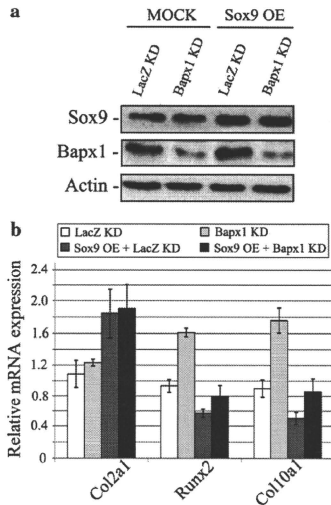 a
MOCK Sox9 OE
LacZ KD Bapx1 KD LacZ KD Bapx1 KD
Sox9 -
Bapx1 -
Actin -
b
LacZ KD Bapx1 KD
Sox9 OE + LacZ KD Sox9 OE + Bapx1 KD
Relative mRNA expression
2.4
2.0
1.6
1.2
0.8
0.4
0
Col2a1 Runx2 Col10a1